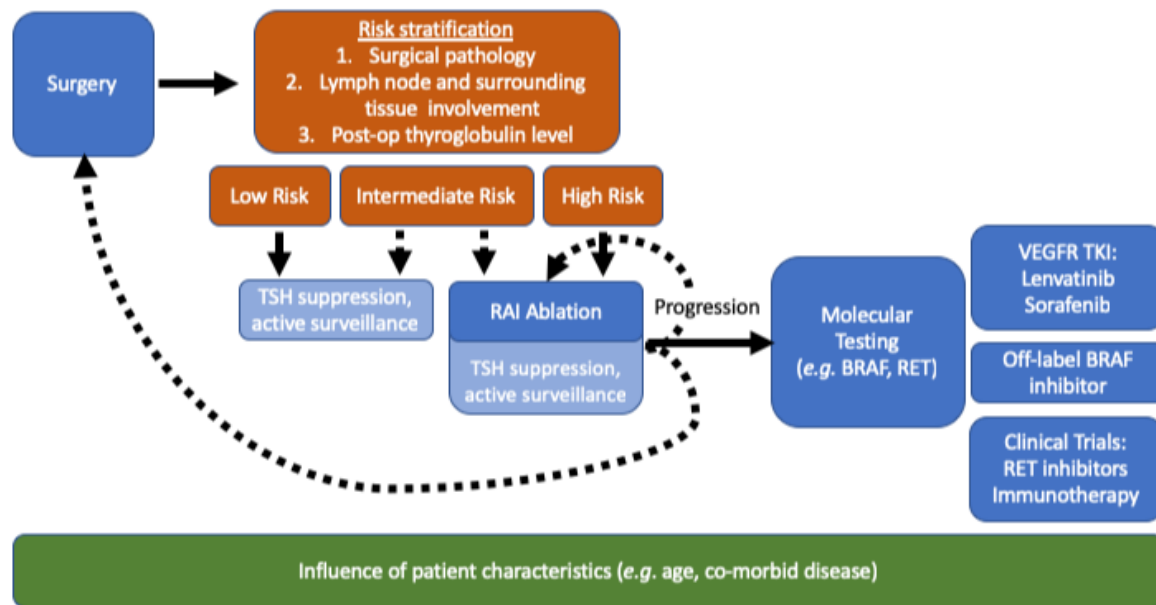 Surgery
Risk stratification
1. Surgical pathology
2. Lymph node and surrounding
tissue involvement
3. Post-op thyroglobulin level
Low Risk
Intermediate Risk
High Risk
TSH suppression,
active surveillance
RAI Ablation
TSH suppression,
active surveillance
Progression
Molecular
Testing
(e.g. BRAF, RET)
VEGFR TKI:
Lenvatinib
Sorafenib
Off-label BRAF
inhibitor
Clinical Trials:
RET inhibitors
Immunotherapy
Influence of patient characteristics (e.g. age, co-morbid disease)